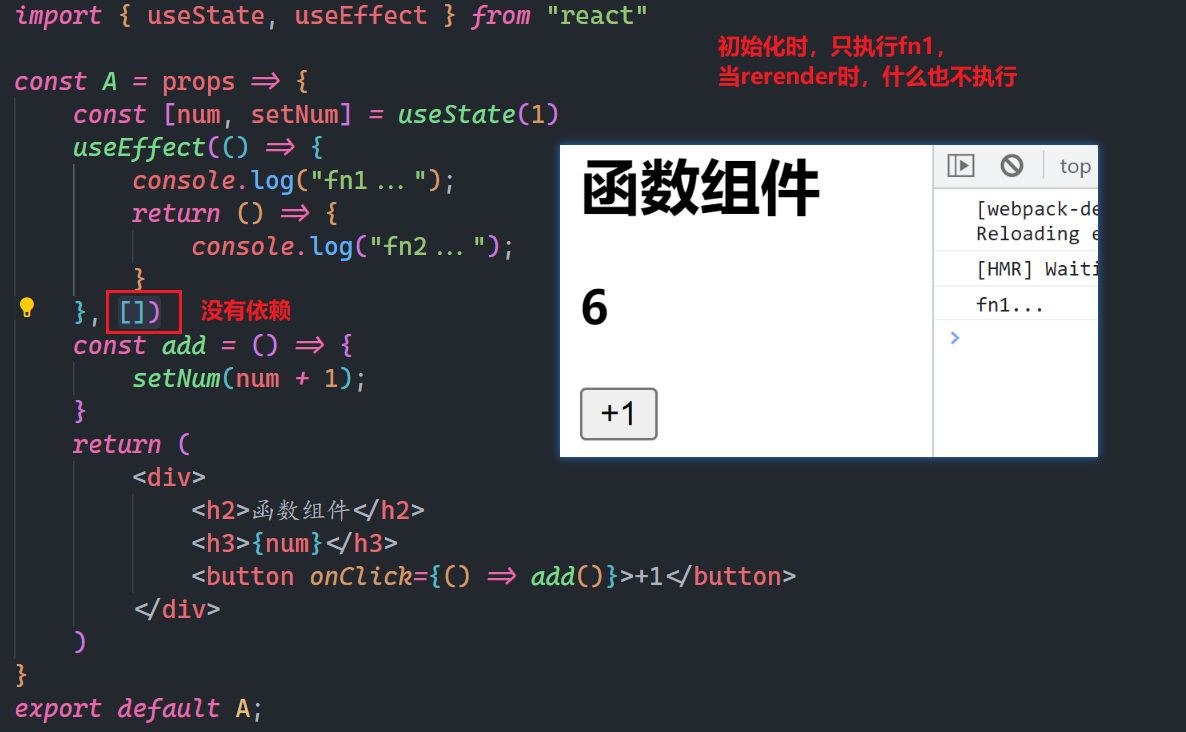 import { useState, useEffect } from "react"
初始化时，只执行fn1，
当rerender时，什么也不执行
const A = props => {
const [num, setNum] = useState(1)
useEffect(() => {
console.log("fn1...");
return () => {
console.log("fn2...");
}
}, []) 没有依赖
const add = () => {
setNum(num + 1);
}
return (
<div>
<h2>函数组件</h2>
<h3>{num}</h3>
<button onClick={() => add()}>+1</button>
</div>
)
}
export default A;
函数组件
6
+1
top
[webpack-de
Reloading e
[HMR] Waiti
fn1...
>